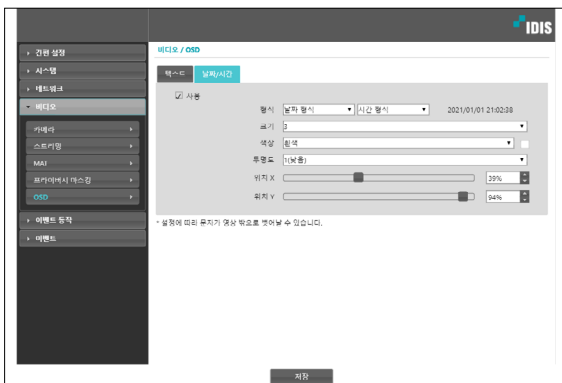 IDIS
간편 설정
시스템
네트워크
비디오
카메라
스트리밍
MAT
프라이버시 마스킹
OSD
이벤트 동작
이벤트
비디오 / OSD
텍스트 날짜/시간
사용
형식 날짜 형식 시간 형식 2021/01/01 21:02:38
크기 3
색상 흰색
투명도 1(낮음)
위치 X 39%
위치 Y 94%
* 설정에 따라 문자가 영상 밖으로 벗어날 수 있습니다.
저장